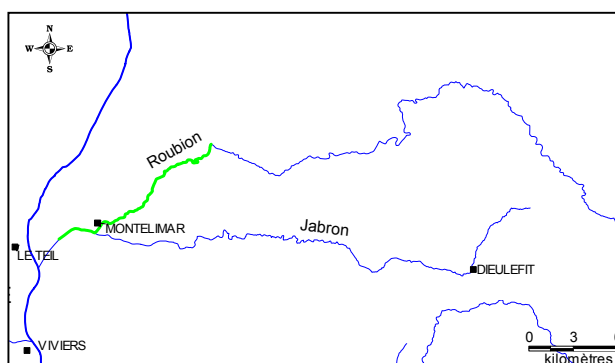 N
W E
S
Roubion
MONTELIMAR
Jabron
LE TEIL
DIEULEFIT
VIVIERS
0 3
kilomètres